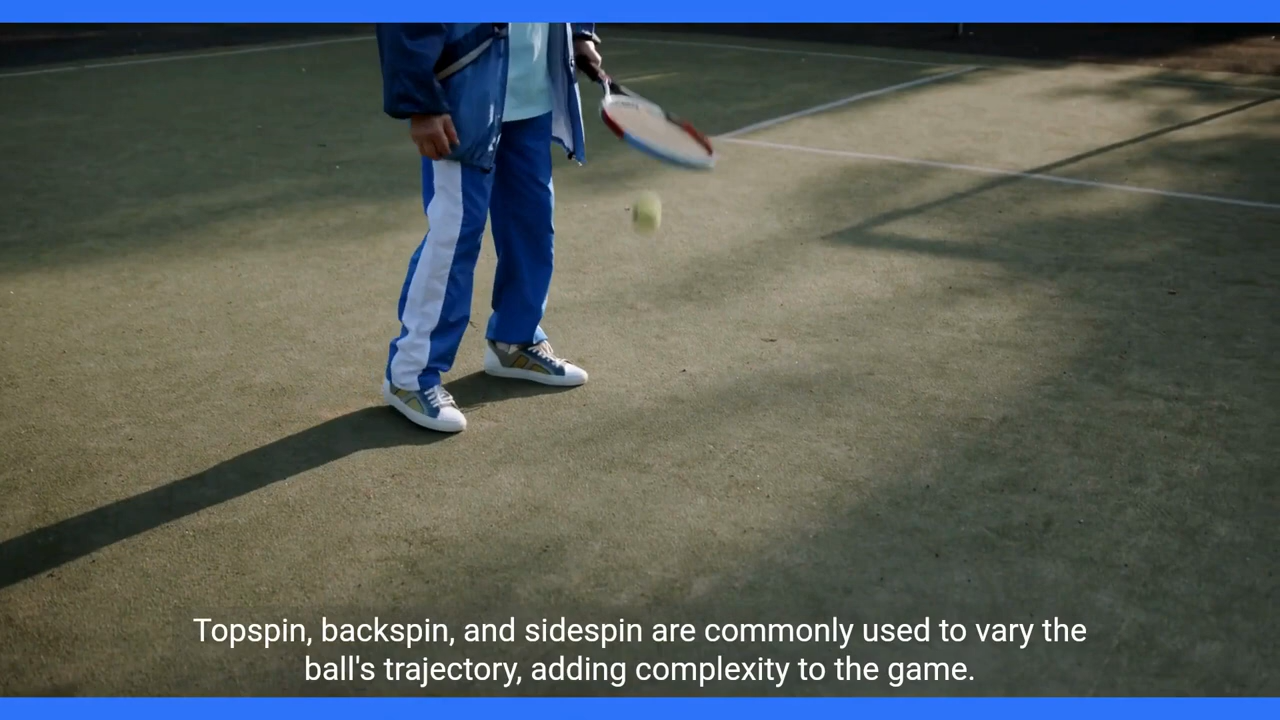 Topspin, backspin, and sidespin are commonly used to vary the
ball's trajectory, adding complexity to the game.